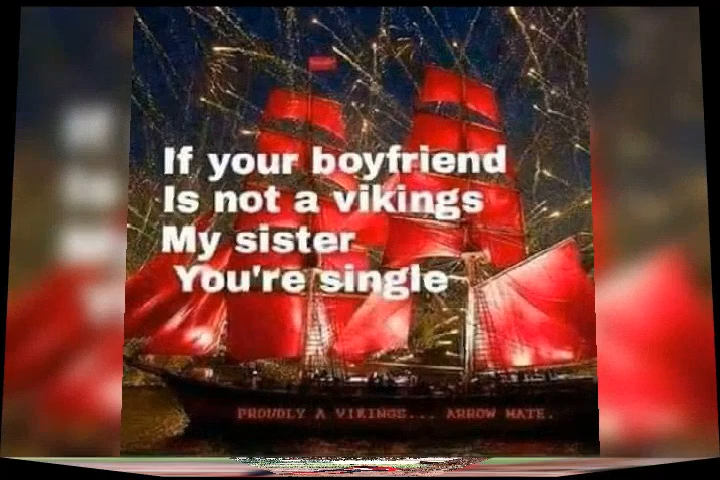 If your boyfriend
Is not a vikings
My sister
You're single
PROUDLY A VIKINGS... ARROW MATE.